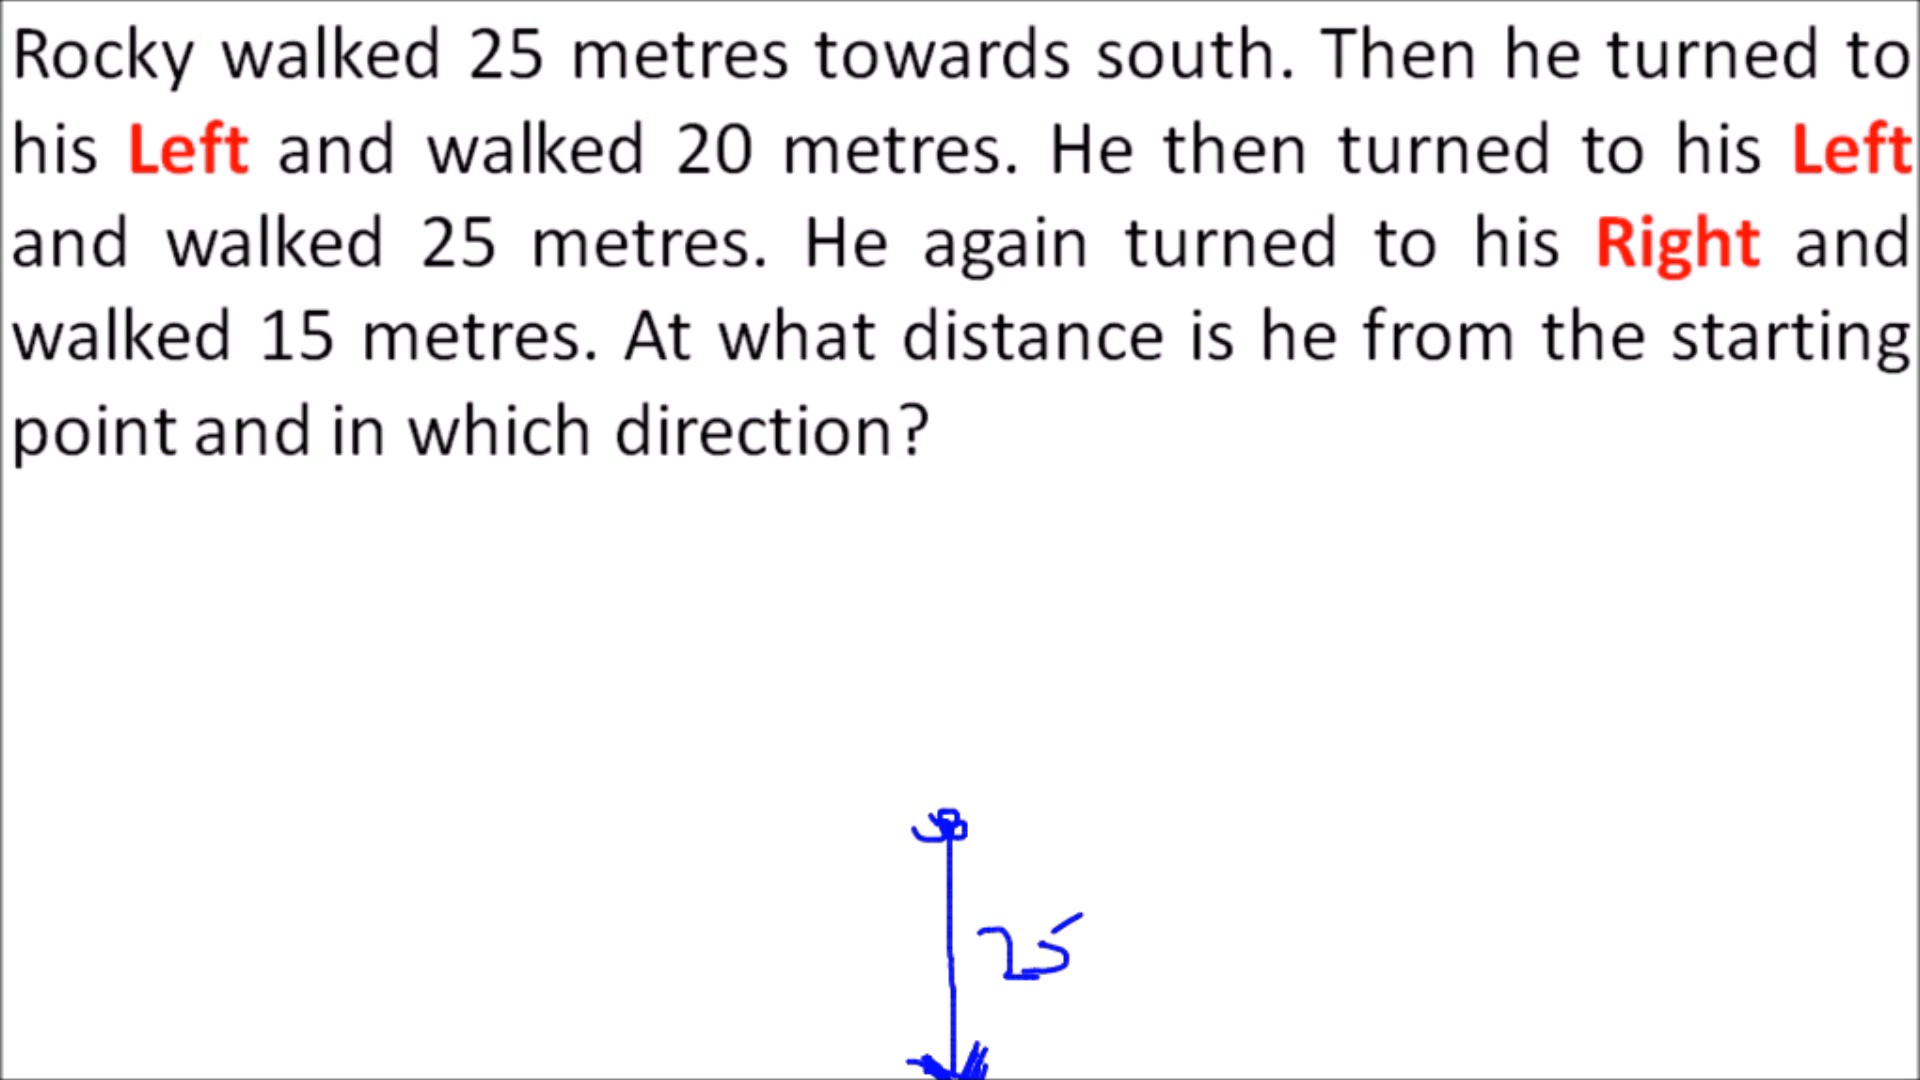 Rocky walked 25 metres towards south. Then he turned to
his Left and walked 20 metres. He then turned to his Left
and walked 25 metres. He again turned to his Right and
walked 15 metres. At what distance is he from the starting
point and in which direction?
25